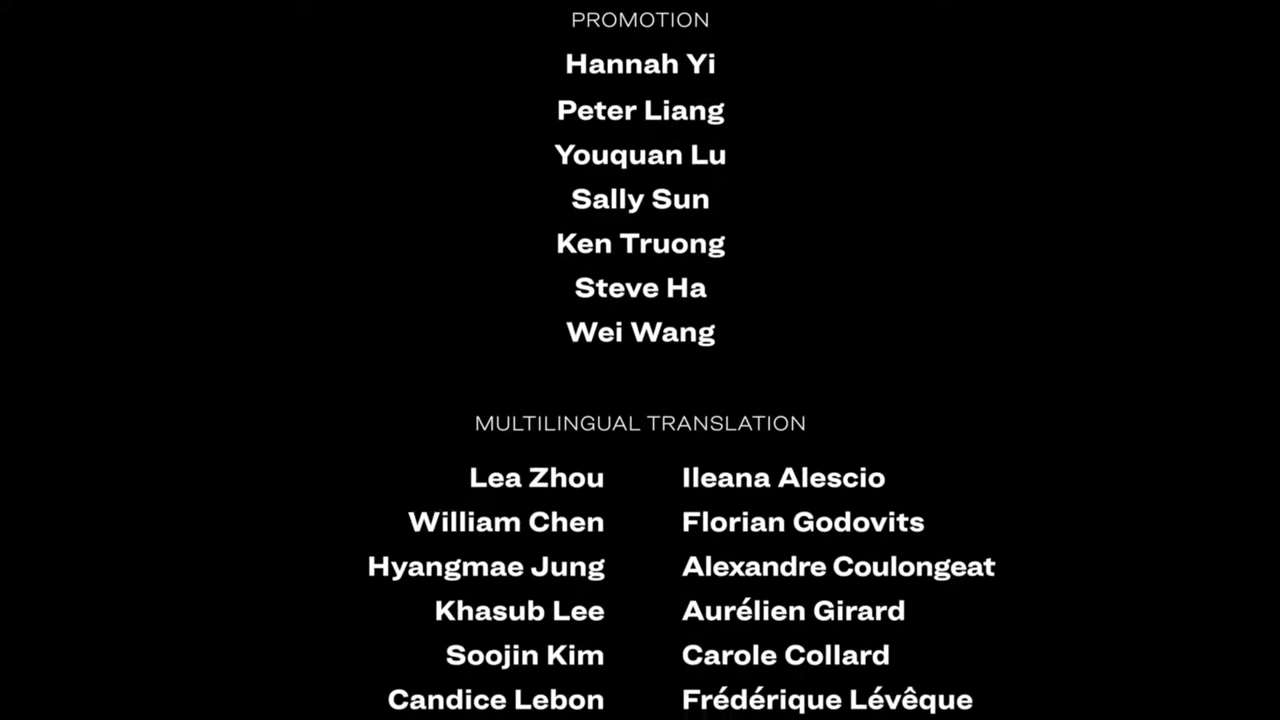 PROMOTION
Hannah Yi
Peter Liang
Youquan Lu
Sally Sun
Ken Truong
Steve Ha
Wei Wang
MULTILINGUAL TRANSLATION
Lea Zhou Ileana Alescio
William Chen Florian Godovits
Hyangmae Jung Alexandre Coulongeat
Khasub Lee Aurélien Girard
Soojin Kim Carole Collard
Candice Lebon Frédérique Lévêque